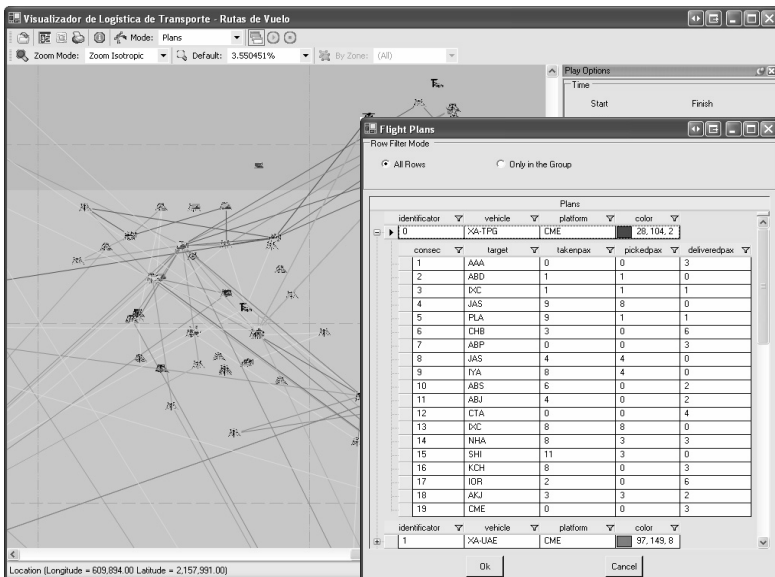 Visualizador de Logística de Transporte - Rutas de Vuelo
Mode: Plans
Zoom Mode: Zoom Isotropic Default: 3.550451% By Zone: (All)
Play Options
Time
Start Finish
Flight Plans
Row Filter Mode
All Rows Only in the Group
Plans
identificator vehicle platform color
0 XA-TPG CME 28, 104, 2
consec target takenpax pickedpax deliveredpax
1 AAA 0 0 3
2 ABD 1 1 0
3 IXC 1 1 1
4 JAS 9 8 0
5 PLA 9 1 1
6 CHB 3 0 6
7 ABP 0 0 3
8 JAS 4 4 0
9 IYA 8 4 0
10 ABS 6 0 2
11 ABJ 4 0 2
12 CTA 0 0 4
13 IXC 8 8 0
14 NHA 8 3 3
15 SHI 11 3 0
16 KCH 8 0 3
17 IOR 2 0 6
18 AKJ 3 3 2
19 CME 0 0 3
identificator vehicle platform color
1 XA-UAE CME 97, 149, 8
Ok Cancel
Location (Longitude = 609,894.00 Latitude = 2,157,991.00)